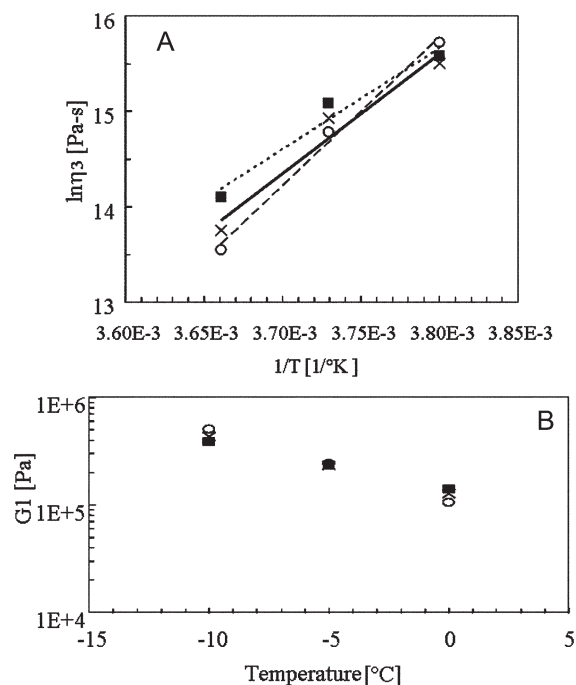 A
16
15
14
13
lnη3 [Pa-s]
3.60E-3 3.65E-3 3.70E-3 3.75E-3 3.80E-3 3.85E-3
1/T [1/°K]
B
1E+6
1E+5
1E+4
G1 [Pa]
-15 -10 -5 0 5
Temperature[°C]